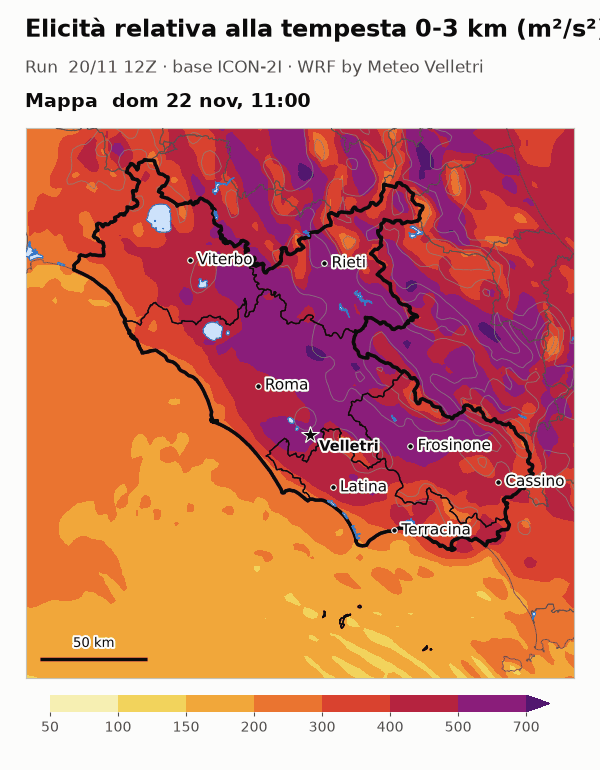 Elicità relativa alla tempesta 0-3 km (m²/s²)
Run 20/11 12Z · base ICON-2I · WRF by Meteo Velletri
Mappa dom 22 nov, 11:00
Viterbo
Rieti
Roma
Velletri
Frosinone
Cassino
Latina
Terracina
50 km
50 100 150 200 300 400 500 700